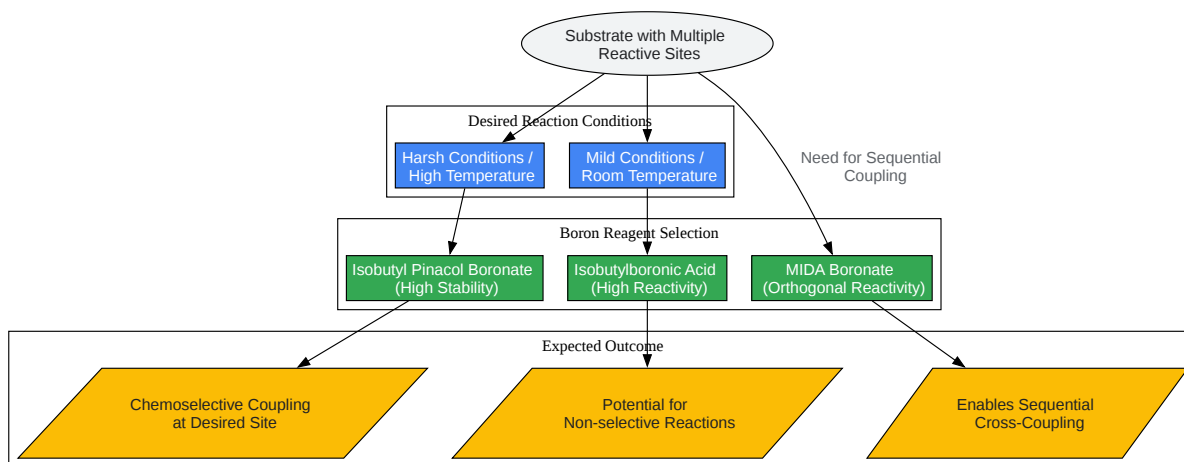 Substrate with Multiple
Reactive Sites
Desired Reaction Conditions
Harsh Conditions /
High Temperature
Mild Conditions /
Room Temperature
Need for Sequential
Coupling
Boron Reagent Selection
Isobutyl Pinacol Boronate
(High Stability)
Isobutylboronic Acid
(High Reactivity)
MIDA Boronate
(Orthogonal Reactivity)
Expected Outcome
Chemoselective Coupling
at Desired Site
Potential for
Non-selective Reactions
Enables Sequential
Cross-Coupling